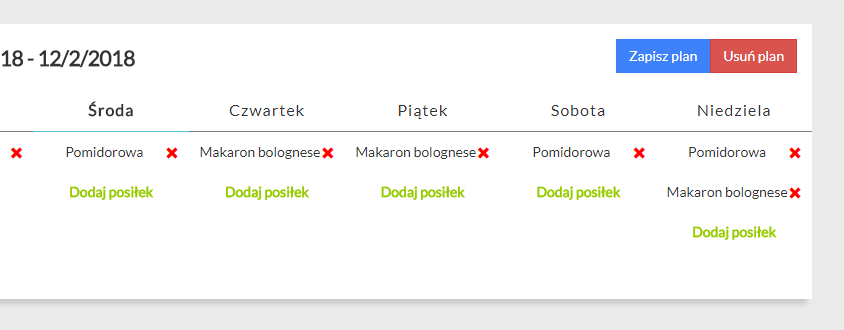 18 - 12/2/2018
Zapisz plan Usuń plan
Środa Czwartek Piątek Sobota Niedziela
Pomidorowa Makaron bolognese Makaron bolognese Pomidorowa Pomidorowa
Dodaj posiłek Dodaj posiłek Dodaj posiłek Dodaj posiłek Makaron bolognese
Dodaj posiłek